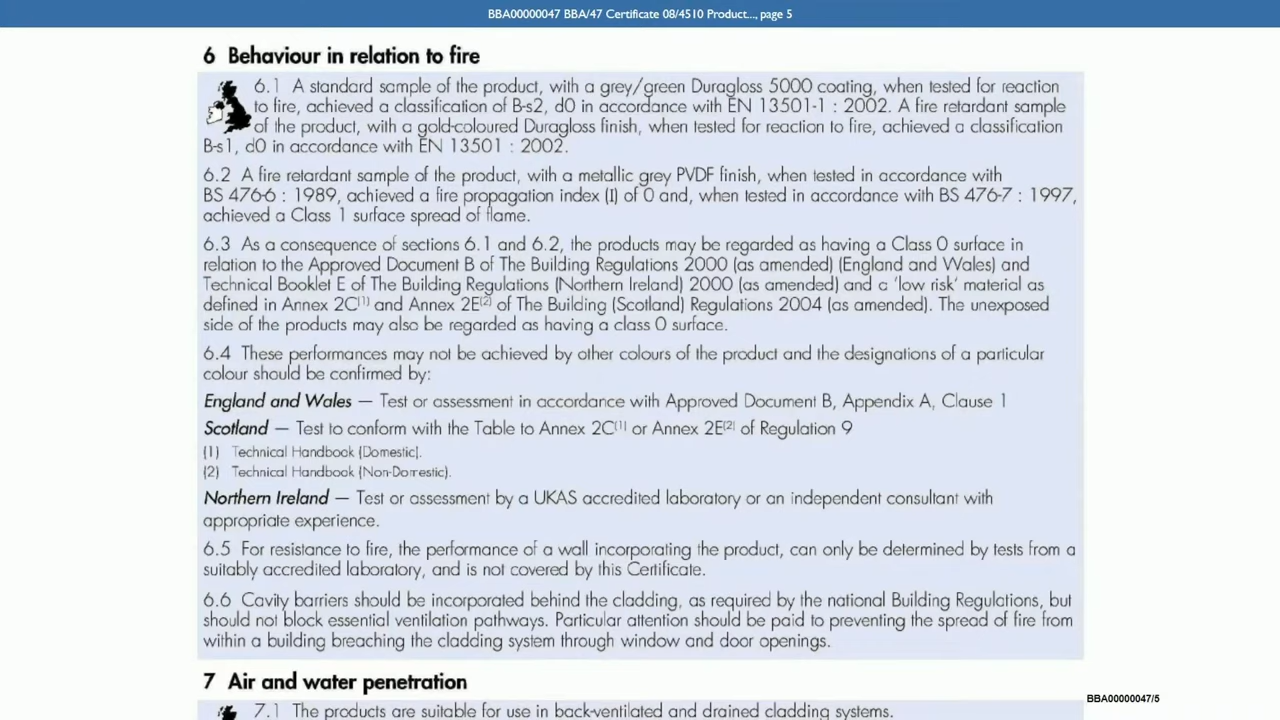 BBA00000047 BBA/47 Certificate 08/4510 Product..., page 5
6 Behaviour in relation to fire
6.1 A standard sample of the product, with a grey/green Duragloss 5000 coating, when tested for reaction
to fire, achieved a classification of B-s2, d0 in accordance with EN 13501-1 : 2002. A fire retardant sample
of the product, with a gold-coloured Duragloss finish, when tested for reaction to fire, achieved a classification
B-s1, d0 in accordance with EN 13501 : 2002.
6.2 A fire retardant sample of the product, with a metallic grey PVDF finish, when tested in accordance with
BS 476-6 : 1989, achieved a fire propagation index (I) of 0 and, when tested in accordance with BS 476-7 : 1997,
achieved a Class 1 surface spread of flame.
6.3 As a consequence of sections 6.1 and 6.2, the products may be regarded as having a Class 0 surface in
relation to the Approved Document B of The Building Regulations 2000 (as amended) (England and Wales) and
Technical Booklet E of The Building Regulations (Northern Ireland) 2000 (as amended) and a 'low risk' material as
defined in Annex 2C(1) and Annex 2E(2) of The Building (Scotland) Regulations 2004 (as amended). The unexposed
side of the products may also be regarded as having a class 0 surface.
6.4 These performances may not be achieved by other colours of the product and the designations of a particular
colour should be confirmed by:
England and Wales — Test or assessment in accordance with Approved Document B, Appendix A, Clause 1
Scotland — Test to conform with the Table to Annex 2C(1) or Annex 2E(2) of Regulation 9
(1) Technical Handbook (Domestic).
(2) Technical Handbook (Non-Domestic).
Northern Ireland — Test or assessment by a UKAS accredited laboratory or an independent consultant with
appropriate experience.
6.5 For resistance to fire, the performance of a wall incorporating the product, can only be determined by tests from a
suitably accredited laboratory, and is not covered by this Certificate.
6.6 Cavity barriers should be incorporated behind the cladding, as required by the national Building Regulations, but
should not block essential ventilation pathways. Particular attention should be paid to preventing the spread of fire from
within a building breaching the cladding system through window and door openings.
7 Air and water penetration
7.1 The products are suitable for use in back-ventilated and drained cladding systems.
BBA00000047/5